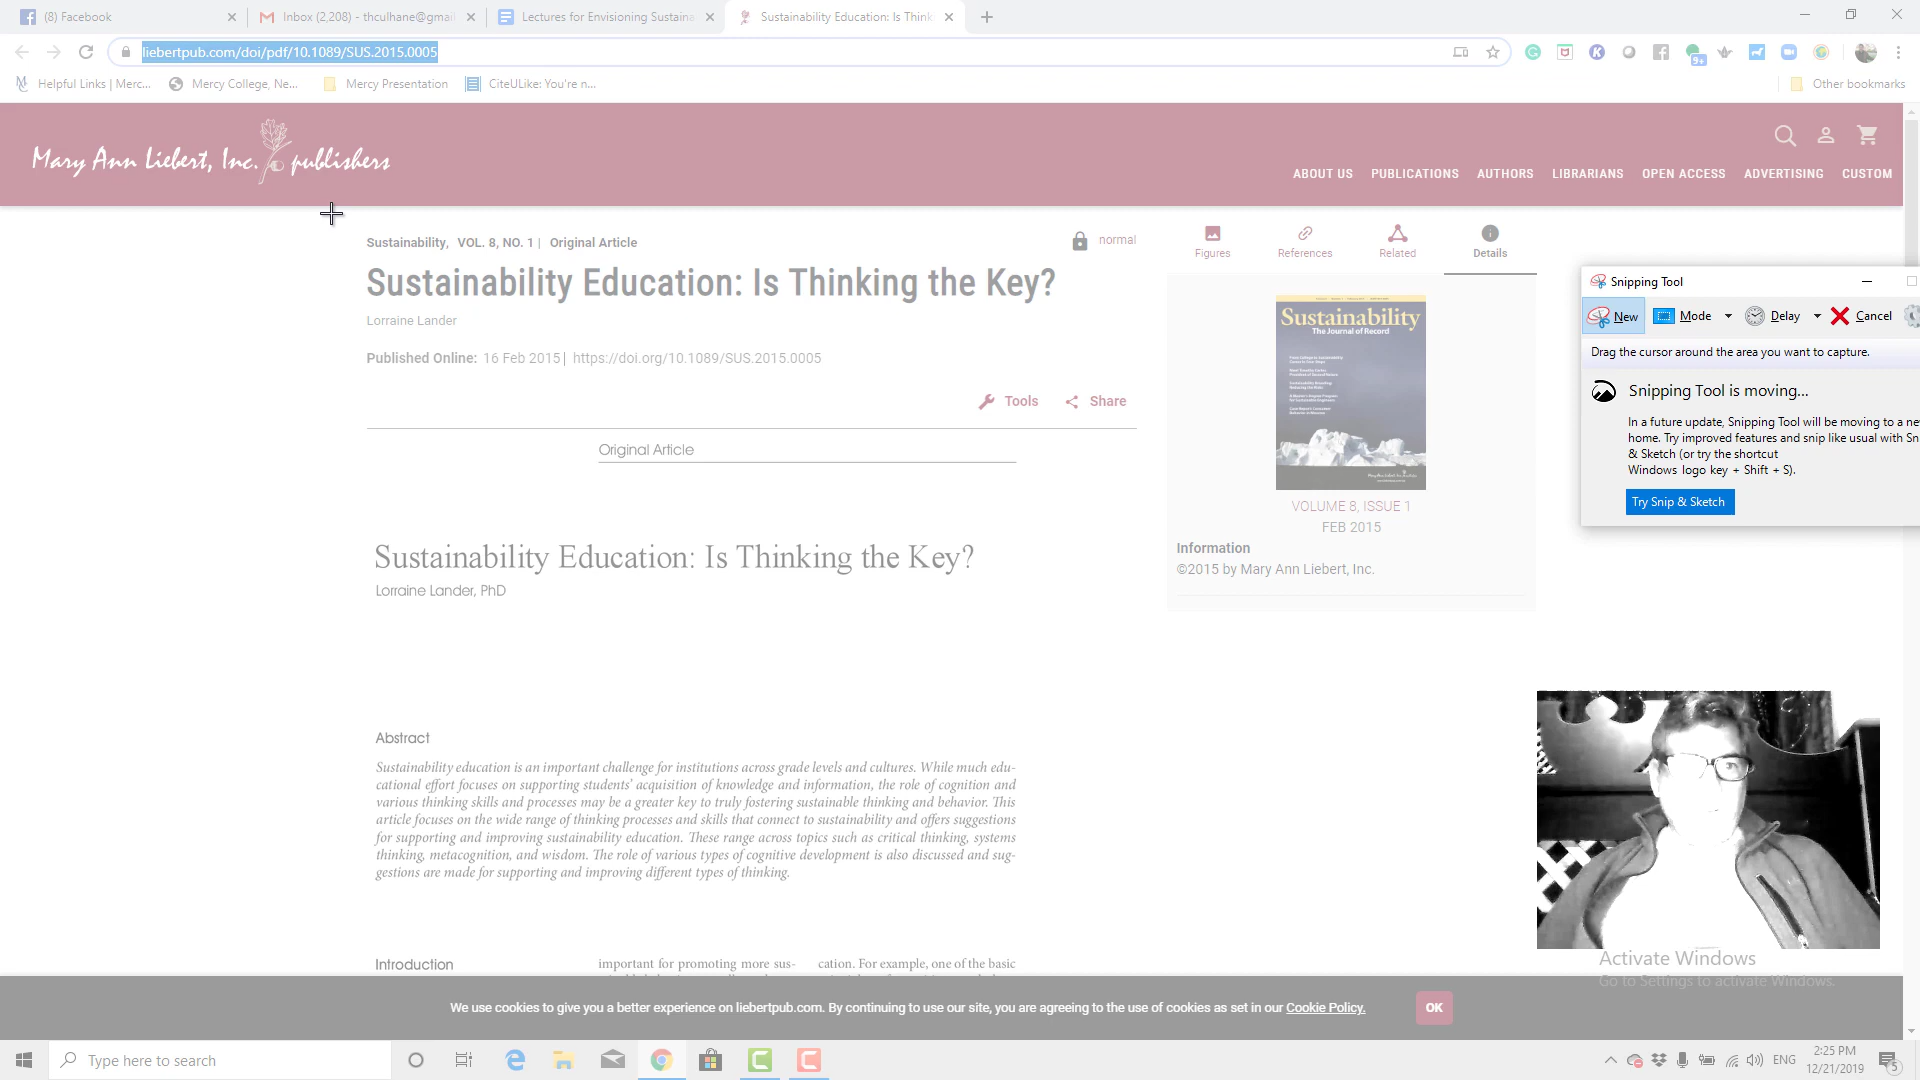 (8) Facebook
Inbox (2,208) - thculhane@gmai
Lectures for Envisioning Sustaina
Sustainability Education: Is Think
liebertpub.com/doi/pdf/10.1089/SUS.2015.0005
9+
Helpful Links | Merc...
Mercy College, Ne...
Mercy Presentation
CiteULike: You're n...
Other bookmarks
Mary Ann Liebert, Inc. publishers
ABOUT US
PUBLICATIONS
AUTHORS
LIBRARIANS
OPEN ACCESS
ADVERTISING
CUSTOM
Sustainability, VOL. 8, NO. 1 | Original Article
normal
Sustainability Education: Is Thinking the Key?
Lorraine Lander
Published Online: 16 Feb 2015 | https://doi.org/10.1089/SUS.2015.0005
Tools
Share
Figures
References
Related
Details
Sustainability
The Journal of Record
VOLUME 8, ISSUE 1
FEB 2015
Information
©2015 by Mary Ann Liebert, Inc.
Snipping Tool
New
Mode
Delay
Cancel
Drag the cursor around the area you want to capture.
Snipping Tool is moving...
In a future update, Snipping Tool will be moving to a ne
home. Try improved features and snip like usual with Sn
& Sketch (or try the shortcut
Windows logo key + Shift + S).
Try Snip & Sketch
Original Article
Sustainability Education: Is Thinking the Key?
Lorraine Lander, PhD
Abstract
Sustainability education is an important challenge for institutions across grade levels and cultures. While much edu-
cational effort focuses on supporting students' acquisition of knowledge and information, the role of cognition and
various thinking skills and processes may be a greater key to truly fostering sustainable thinking and behavior. This
article focuses on the wide range of thinking processes and skills that connect to sustainability and offers suggestions
for supporting and improving sustainability education. These range across topics such as critical thinking, systems
thinking, metacognition, and wisdom. The role of various types of cognitive development is also discussed and sug-
gestions are made for supporting and improving different types of thinking.
Introduction
important for promoting more sus-
cation. For example, one of the basic
Activate Windows
Go to Settings to activate Windows.
We use cookies to give you a better experience on liebertpub.com. By continuing to use our site, you are agreeing to the use of cookies as set in our Cookie Policy.
OK
Type here to search
ENG
2:25 PM
12/21/2019
5